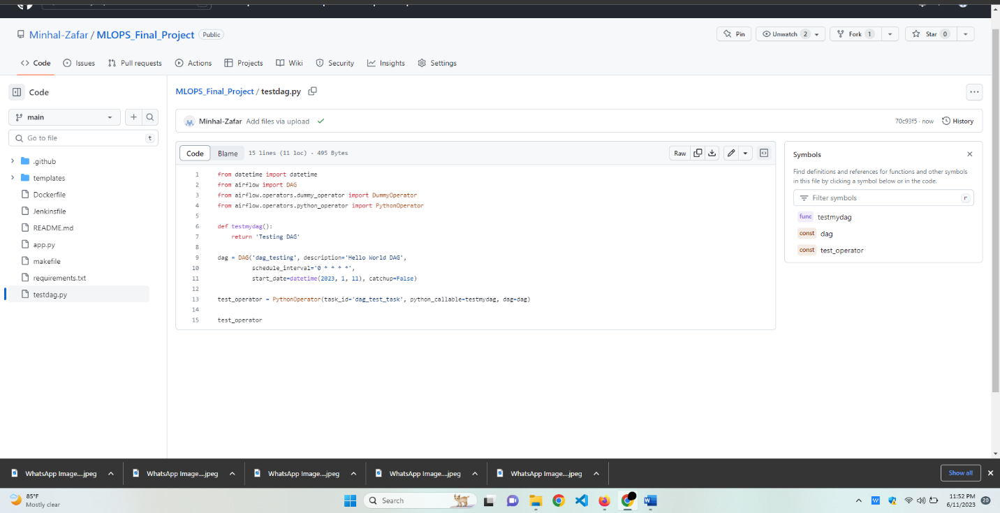 Minhal-Zafar / MLOPS_Final_Project Public
Pin
Unwatch 2
Fork 1
Star 0
Code
Issues
Pull requests
Actions
Projects
Wiki
Security
Insights
Settings
Code
main
Go to file
t
.github
templates
Dockerfile
Jenkinsfile
README.md
app.py
makefile
requirements.txt
testdag.py
MLOPS_Final_Project / testdag.py
Minhal-Zafar Add files via upload
70c93f5 · now
History
Code
Blame
15 lines (11 loc) · 495 Bytes
Raw
1 from datetime import datetime
2 from airflow import DAG
3 from airflow.operators.dummy_operator import DummyOperator
4 from airflow.operators.python_operator import PythonOperator
5
6 def testmydag():
7 return 'Testing DAG'
8
9 dag = DAG('dag_testing', description='Hello World DAG',
10 schedule_interval='0 * * * *',
11 start_date=datetime(2023, 1, 11), catchup=False)
12
13 test_operator = PythonOperator(task_id='dag_test_task', python_callable=testmydag, dag=dag)
14
15 test_operator
Symbols
Find definitions and references for functions and other symbols
in this file by clicking a symbol below or in the code.
Filter symbols
r
func testmydag
const dag
const test_operator
WhatsApp Image....jpeg
WhatsApp Image....jpeg
WhatsApp Image....jpeg
WhatsApp Image....jpeg
WhatsApp Image....jpeg
Show all
85°F
Mostly clear
Search
11:52 PM
6/11/2023
20